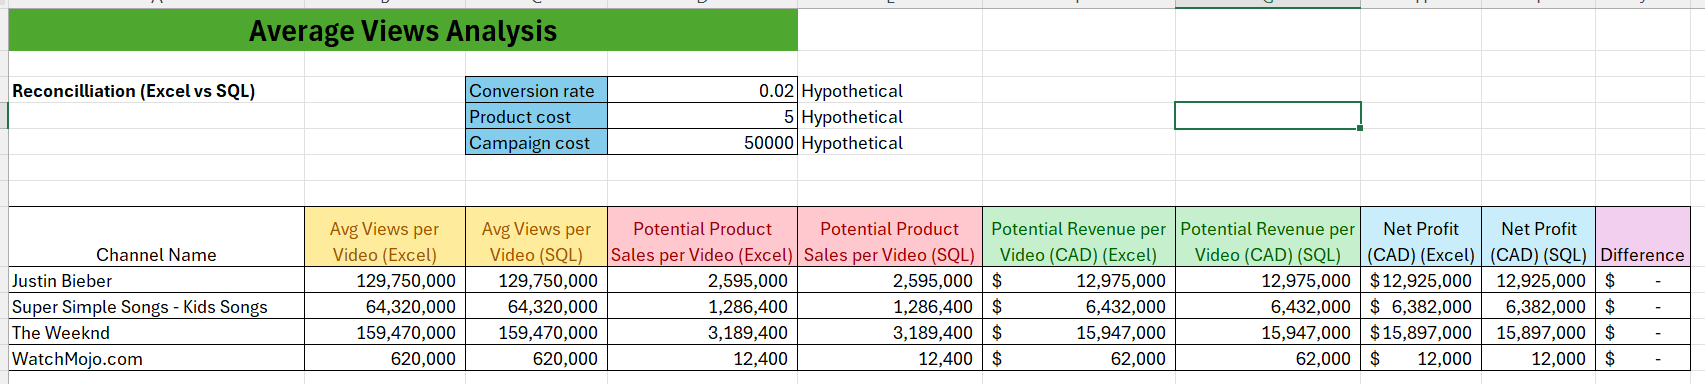 Average Views Analysis
Reconcilliation (Excel vs SQL) Conversion rate 0.02 Hypothetical
Product cost 5 Hypothetical
Campaign cost 50000 Hypothetical
Channel Name Avg Views per Video (Excel) Avg Views per Video (SQL) Potential Product Sales per Video (Excel) Potential Product Sales per Video (SQL) Potential Revenue per Video (CAD) (Excel) Potential Revenue per Video (CAD) (SQL) Net Profit (CAD) (Excel) Net Profit (CAD) (SQL) Difference
Justin Bieber 129,750,000 129,750,000 2,595,000 2,595,000 $ 12,975,000 12,975,000 $ 12,925,000 12,925,000 $ -
Super Simple Songs - Kids Songs 64,320,000 64,320,000 1,286,400 1,286,400 $ 6,432,000 6,432,000 $ 6,382,000 6,382,000 $ -
The Weeknd 159,470,000 159,470,000 3,189,400 3,189,400 $ 15,947,000 15,947,000 $ 15,897,000 15,897,000 $ -
WatchMojo.com 620,000 620,000 12,400 12,400 $ 62,000 62,000 $ 12,000 12,000 $ -